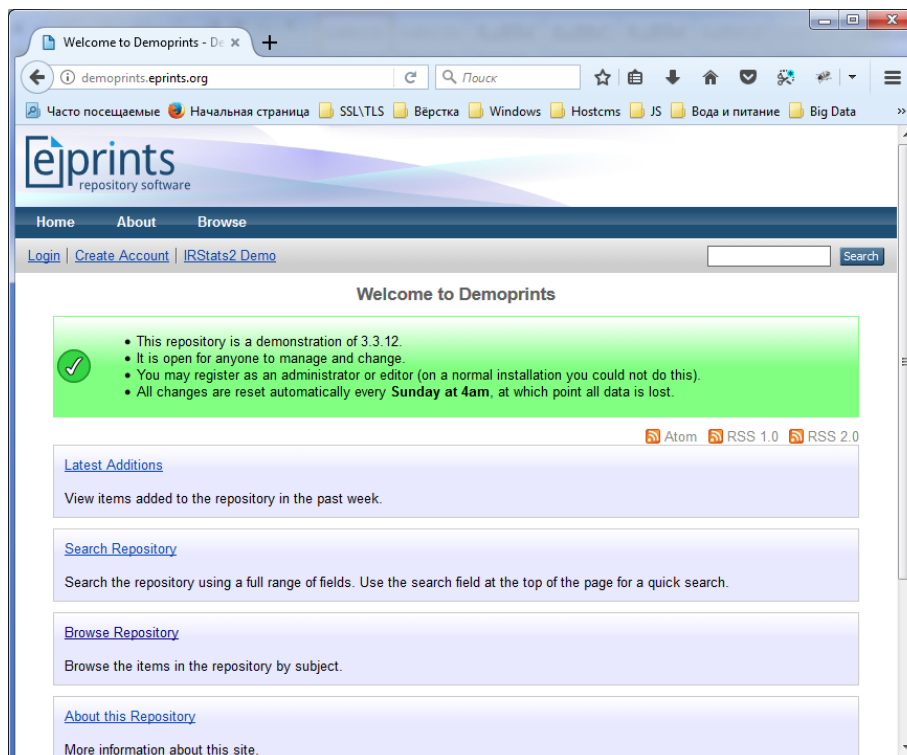 Welcome to Demoprints - De
demoprints.eprints.org
Поиск
Часто посещаемые Начальная страница SSL\TLS Вёрстка Windows Hostcms JS Вода и питание Big Data »
eprints
repository software
Home About Browse
Login | Create Account | IRStats2 Demo Search
Welcome to Demoprints
• This repository is a demonstration of 3.3.12.
• It is open for anyone to manage and change.
• You may register as an administrator or editor (on a normal installation you could not do this).
• All changes are reset automatically every Sunday at 4am, at which point all data is lost.
Atom RSS 1.0 RSS 2.0
Latest Additions
View items added to the repository in the past week.
Search Repository
Search the repository using a full range of fields. Use the search field at the top of the page for a quick search.
Browse Repository
Browse the items in the repository by subject.
About this Repository
More information about this site.